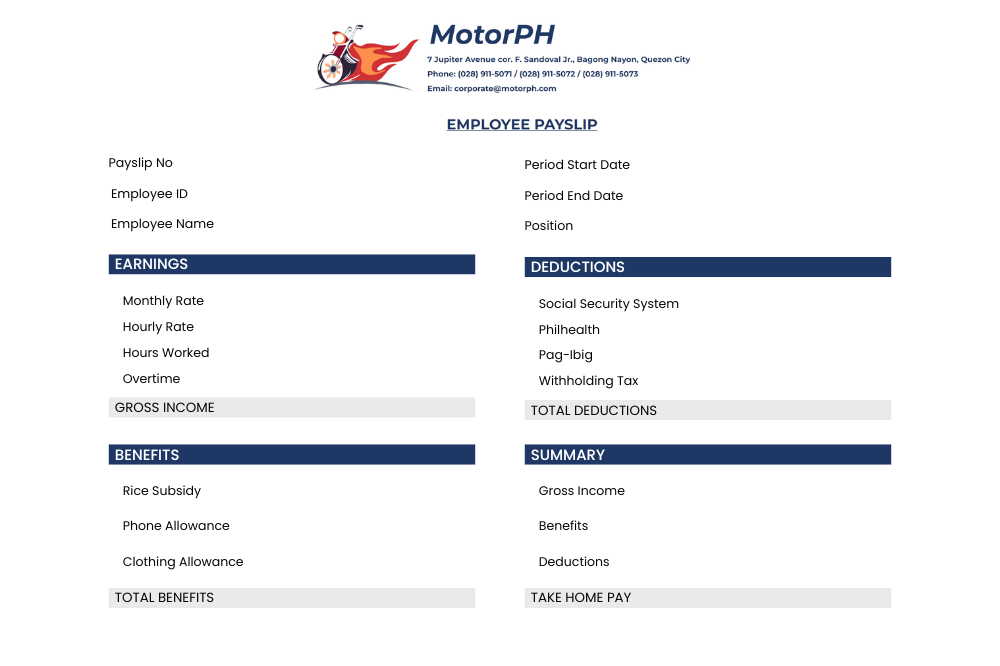 MotorPH
7 Jupiter Avenue cor. F. Sandoval Jr., Bagong Nayon, Quezon City
Phone: (028) 911-5071 / (028) 911-5072 / (028) 911-5073
Email: corporate@motorph.com
EMPLOYEE PAYSLIP
Payslip No
Employee ID
Employee Name
Period Start Date
Period End Date
Position
EARNINGS
Monthly Rate
Hourly Rate
Hours Worked
Overtime
GROSS INCOME
DEDUCTIONS
Social Security System
Philhealth
Pag-Ibig
Withholding Tax
TOTAL DEDUCTIONS
BENEFITS
Rice Subsidy
Phone Allowance
Clothing Allowance
TOTAL BENEFITS
SUMMARY
Gross Income
Benefits
Deductions
TAKE HOME PAY